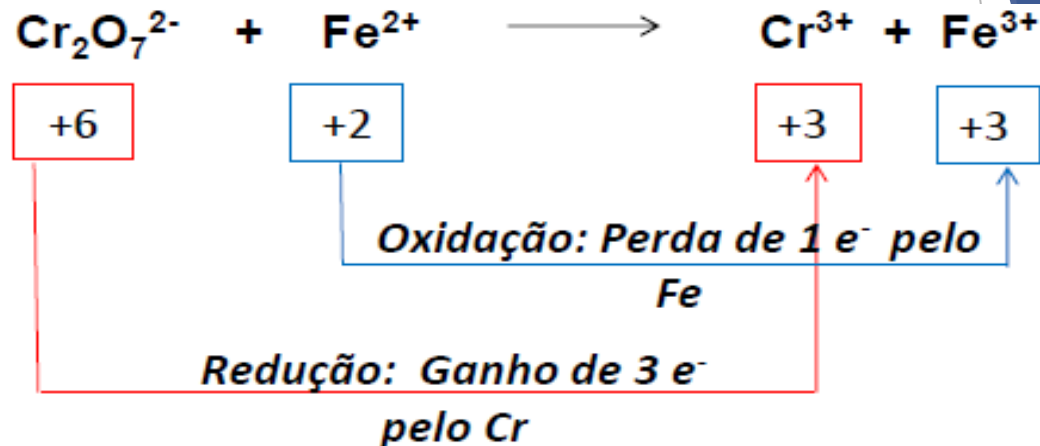 Cr₂O₇²⁻ + Fe²⁺ ⟶ Cr³⁺ + Fe³⁺
+6 +2 +3 +3
Oxidação: Perda de 1 e⁻ pelo
Fe
Redução: Ganho de 3 e⁻
pelo Cr